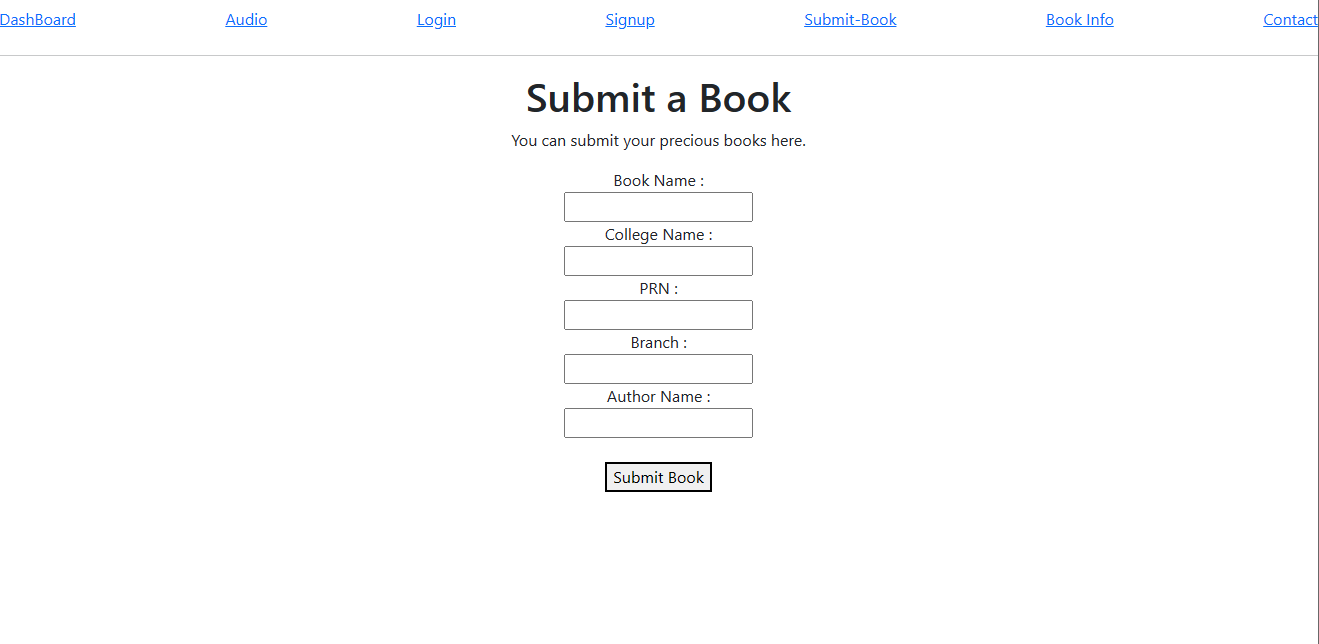 DashBoard Audio Login Signup Submit-Book Book Info Contact
Submit a Book
You can submit your precious books here.
Book Name :
College Name :
PRN :
Branch :
Author Name :
Submit Book